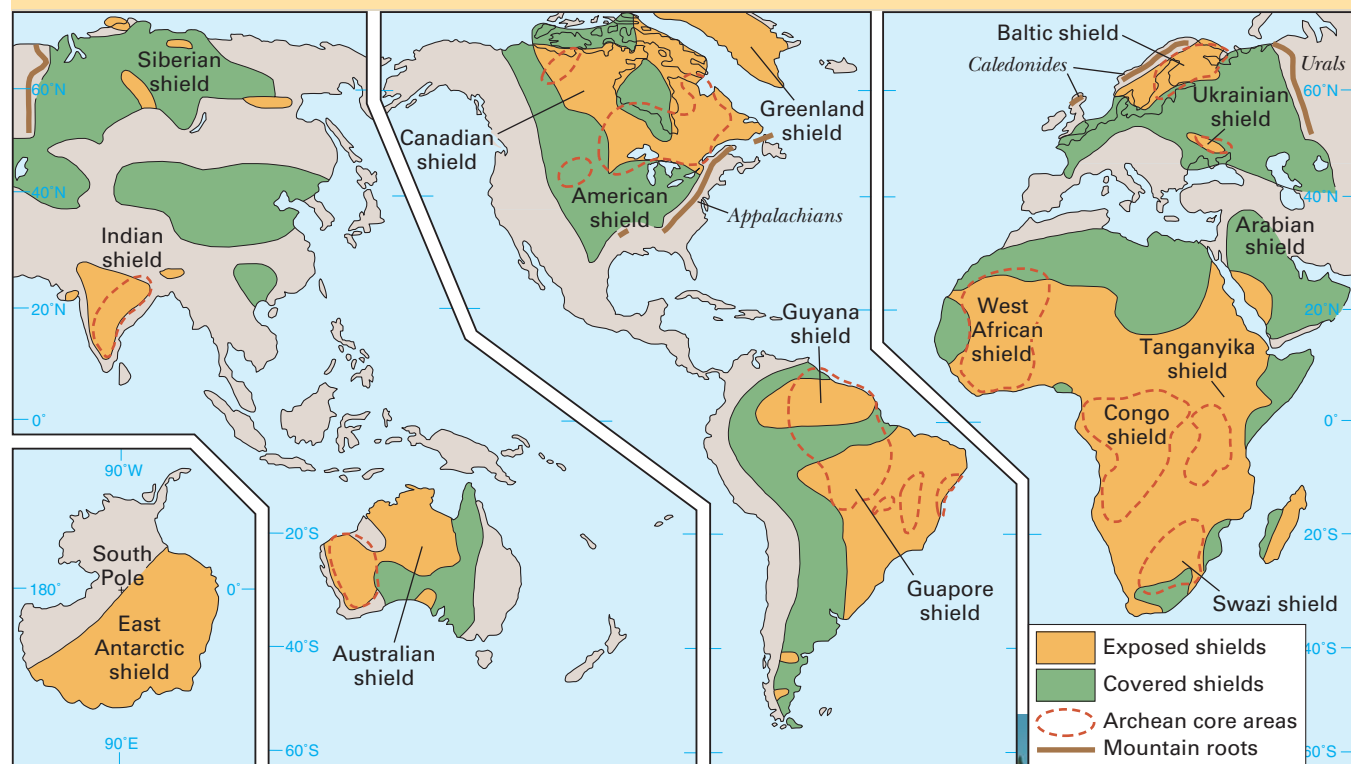 Siberian
shield
60°N
40°N
Indian
shield
20°N
0°
90°W
South
Pole
180°
0°
East
Antarctic
shield
90°E
20°S
40°S
60°S
Australian
shield
Canadian
shield
Greenland
shield
American
shield
Appalachians
Guyana
shield
Guapore
shield
Baltic shield
Caledonides
Urals
60°N
Ukrainian
shield
40°N
Arabian
shield
20°N
West
African
shield
Tanganyika
shield
Congo
shield
0°
20°S
Swazi shield
40°S
60°S
Exposed shields
Covered shields
Archean core areas
Mountain roots